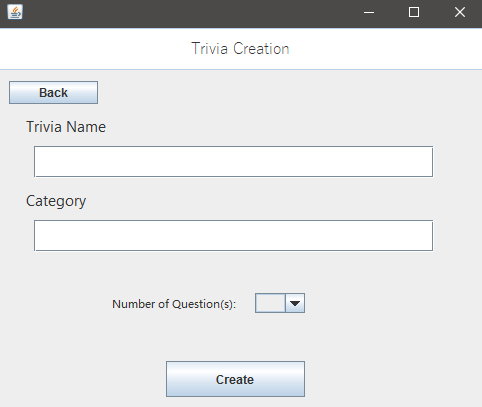 Trivia Creation
Back
Trivia Name
Category
Number of Question(s):
Create